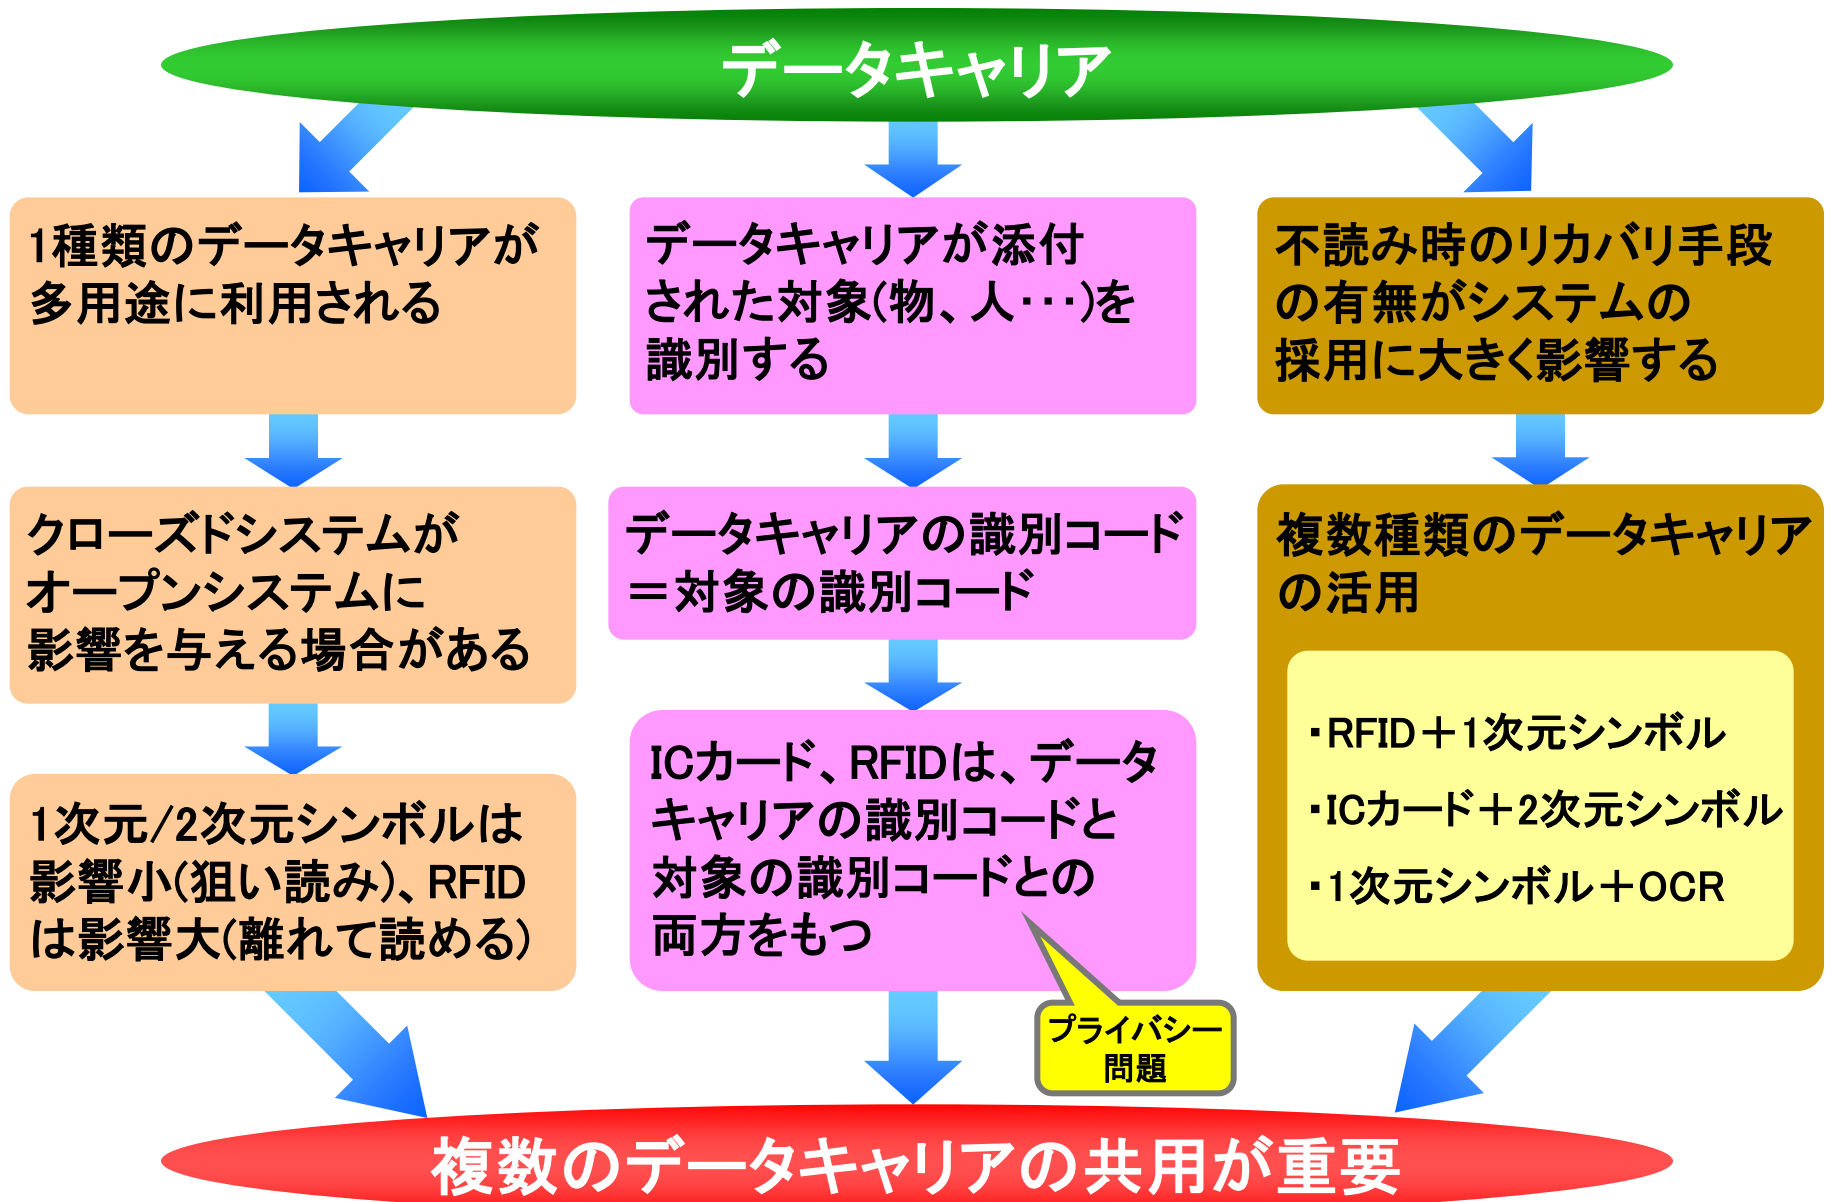 データキャリア
1種類のデータキャリアが
多用途に利用される
クローズドシステムが
オープンシステムに
影響を与える場合がある
1次元/2次元シンボルは
影響小(狙い読み)、RFID
は影響大(離れて読める)
データキャリアが添付
された対象(物、人･･･)を
識別する
データキャリアの識別コード
＝対象の識別コード
ICカード、RFIDは、データ
キャリアの識別コードと
対象の識別コードとの
両方をもつ
プライバシー
問題
不読み時のリカバリ手段
の有無がシステムの
採用に大きく影響する
複数種類のデータキャリア
の活用
・RFID＋1次元シンボル
・ICカード＋2次元シンボル
・1次元シンボル＋OCR
複数のデータキャリアの共用が重要